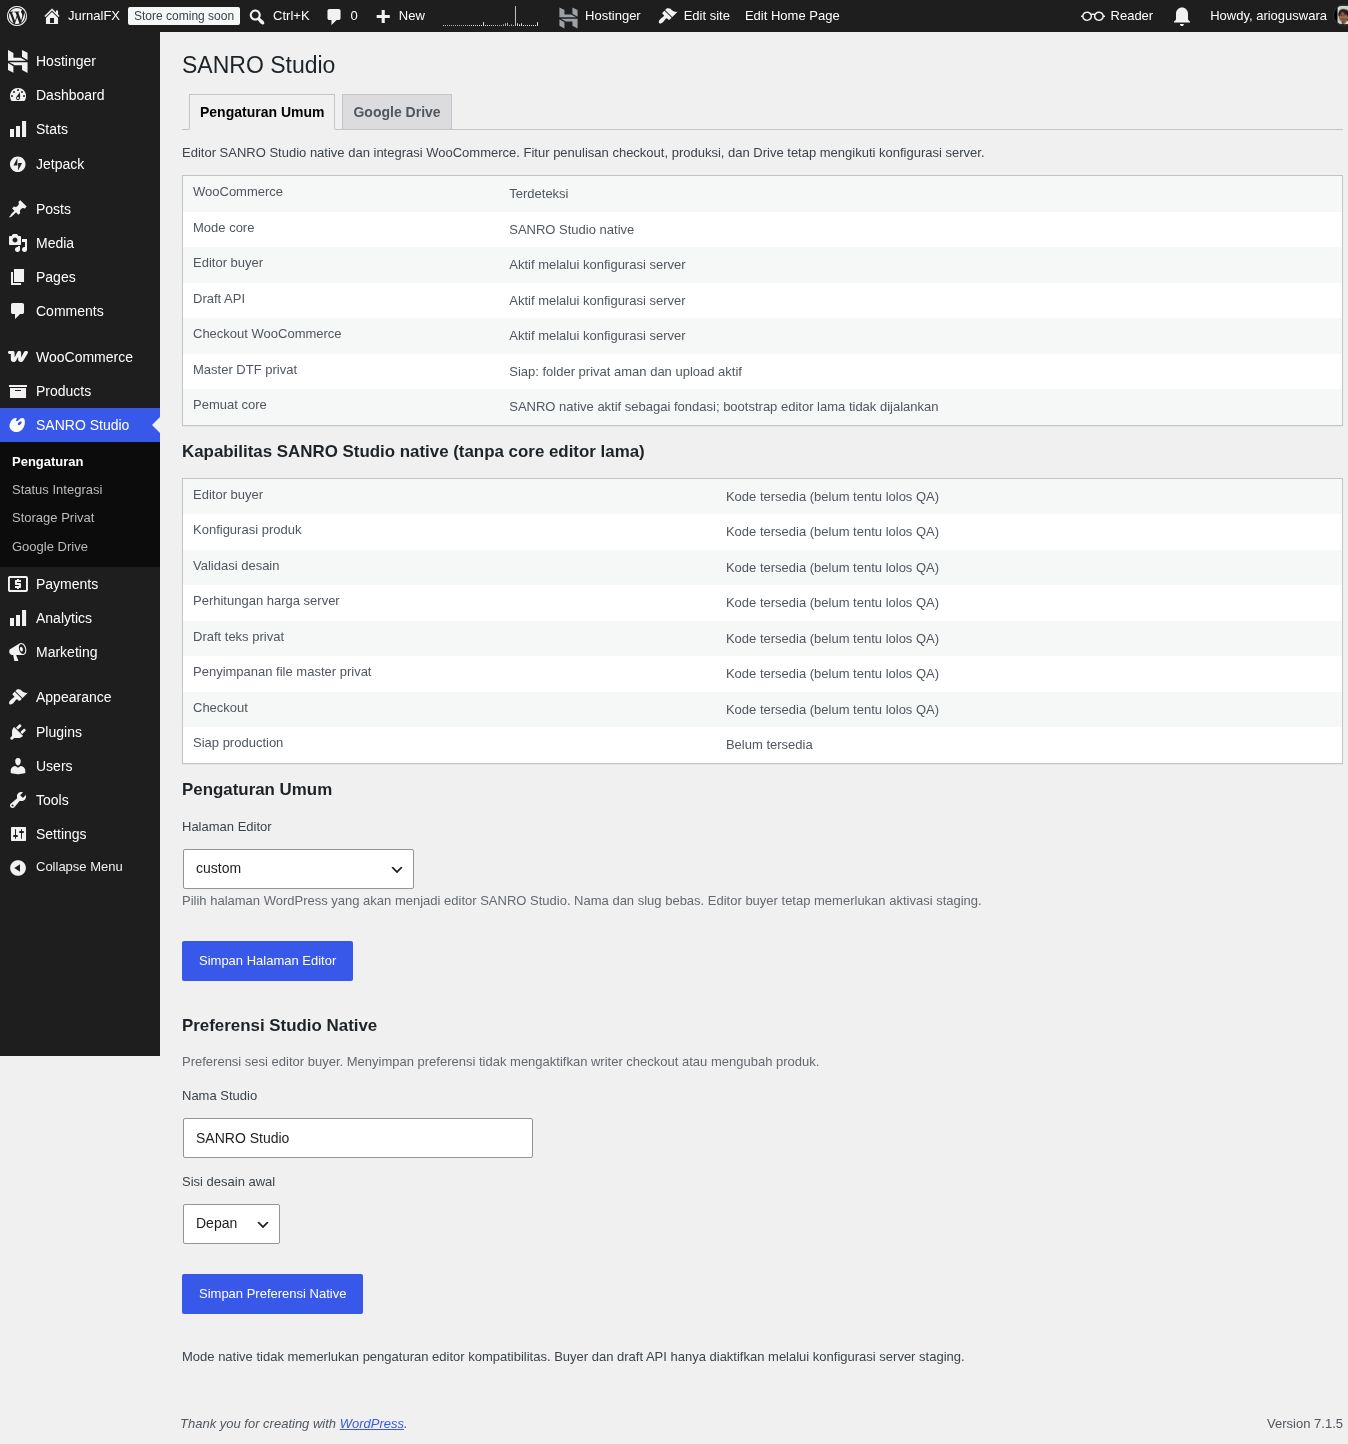 JurnalFX Store coming soon Ctrl+K 0 New Hostinger Edit site Edit Home Page Reader Howdy, arioguswara
Hostinger
Dashboard
Stats
Jetpack
Posts
Media
Pages
Comments
WooCommerce
Products
SANRO Studio
Pengaturan
Status Integrasi
Storage Privat
Google Drive
Payments
Analytics
Marketing
Appearance
Plugins
Users
Tools
Settings
Collapse Menu
SANRO Studio
Pengaturan Umum Google Drive
Editor SANRO Studio native dan integrasi WooCommerce. Fitur penulisan checkout, produksi, dan Drive tetap mengikuti konfigurasi server.
WooCommerce Terdeteksi
Mode core SANRO Studio native
Editor buyer Aktif melalui konfigurasi server
Draft API Aktif melalui konfigurasi server
Checkout WooCommerce Aktif melalui konfigurasi server
Master DTF privat Siap: folder privat aman dan upload aktif
Pemuat core SANRO native aktif sebagai fondasi; bootstrap editor lama tidak dijalankan
Kapabilitas SANRO Studio native (tanpa core editor lama)
Editor buyer Kode tersedia (belum tentu lolos QA)
Konfigurasi produk Kode tersedia (belum tentu lolos QA)
Validasi desain Kode tersedia (belum tentu lolos QA)
Perhitungan harga server Kode tersedia (belum tentu lolos QA)
Draft teks privat Kode tersedia (belum tentu lolos QA)
Penyimpanan file master privat Kode tersedia (belum tentu lolos QA)
Checkout Kode tersedia (belum tentu lolos QA)
Siap production Belum tersedia
Pengaturan Umum
Halaman Editor
custom
Pilih halaman WordPress yang akan menjadi editor SANRO Studio. Nama dan slug bebas. Editor buyer tetap memerlukan aktivasi staging.
Simpan Halaman Editor
Preferensi Studio Native
Preferensi sesi editor buyer. Menyimpan preferensi tidak mengaktifkan writer checkout atau mengubah produk.
Nama Studio
SANRO Studio
Sisi desain awal
Depan
Simpan Preferensi Native
Mode native tidak memerlukan pengaturan editor kompatibilitas. Buyer dan draft API hanya diaktifkan melalui konfigurasi server staging.
Thank you for creating with WordPress. Version 7.1.5